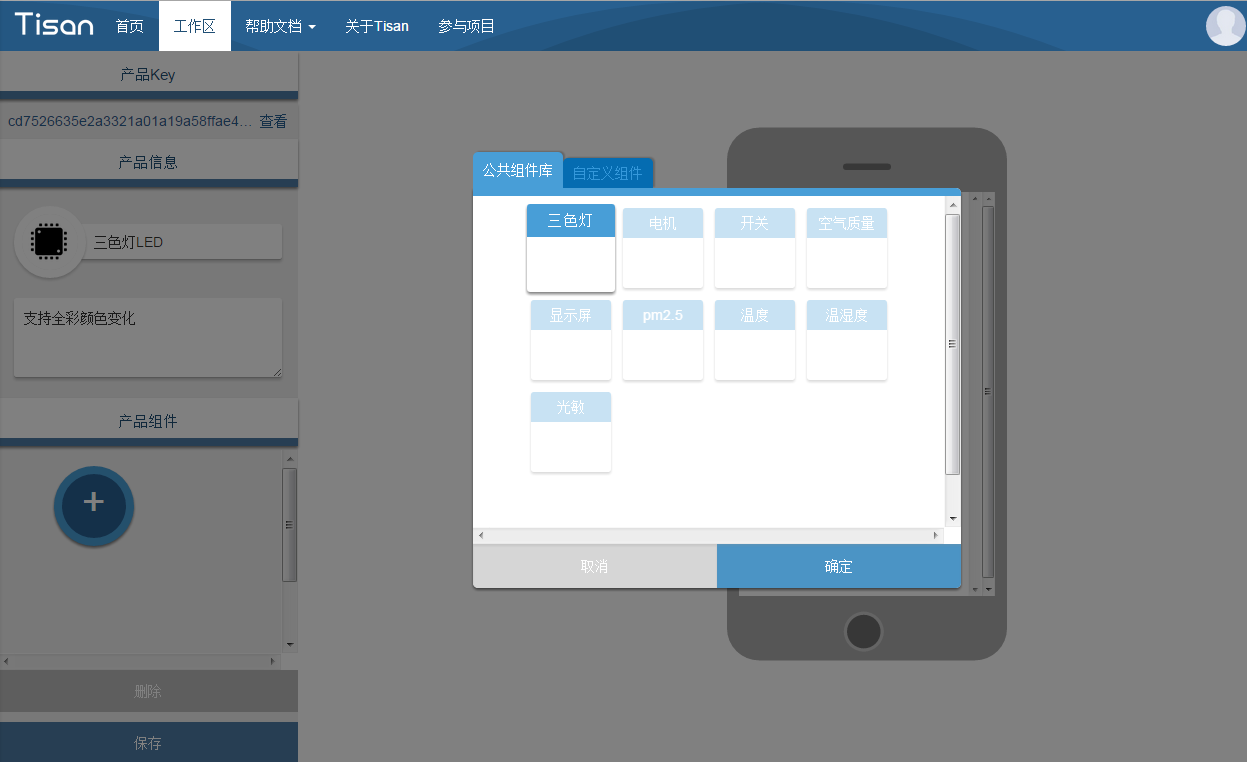 Tisan 首页 工作区 帮助文档 关于Tisan 参与项目
产品Key
cd7526635e2a3321a01a19a58ffae4... 查看
产品信息
三色灯LED
支持全彩颜色变化
产品组件
+
删除
保存
公共组件库 自定义组件
三色灯 电机 开关 空气质量
显示屏 pm2.5 温度 温湿度
光敏
取消 确定